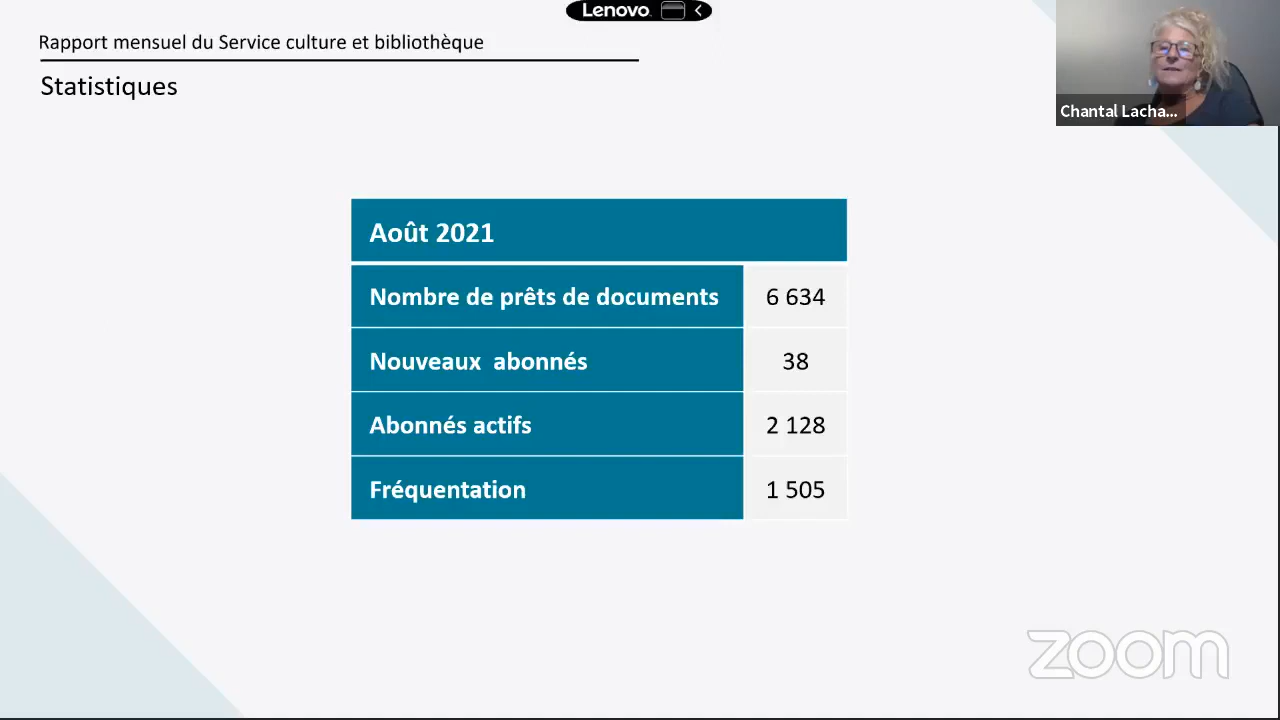 Lenovo
Rapport mensuel du Service culture et bibliothèque
Statistiques
Chantal Lacha...
Août 2021
Nombre de prêts de documents 6 634
Nouveaux abonnés 38
Abonnés actifs 2 128
Fréquentation 1 505
zoom